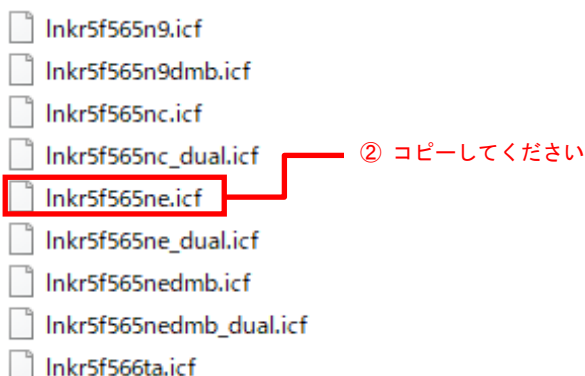 lnkr5f565n9.icf
lnkr5f565n9dmb.icf
lnkr5f565nc.icf
lnkr5f565nc_dual.icf
② コピーしてください
lnkr5f565ne.icf
lnkr5f565ne_dual.icf
lnkr5f565nedmb.icf
lnkr5f565nedmb_dual.icf
lnkr5f566ta.icf